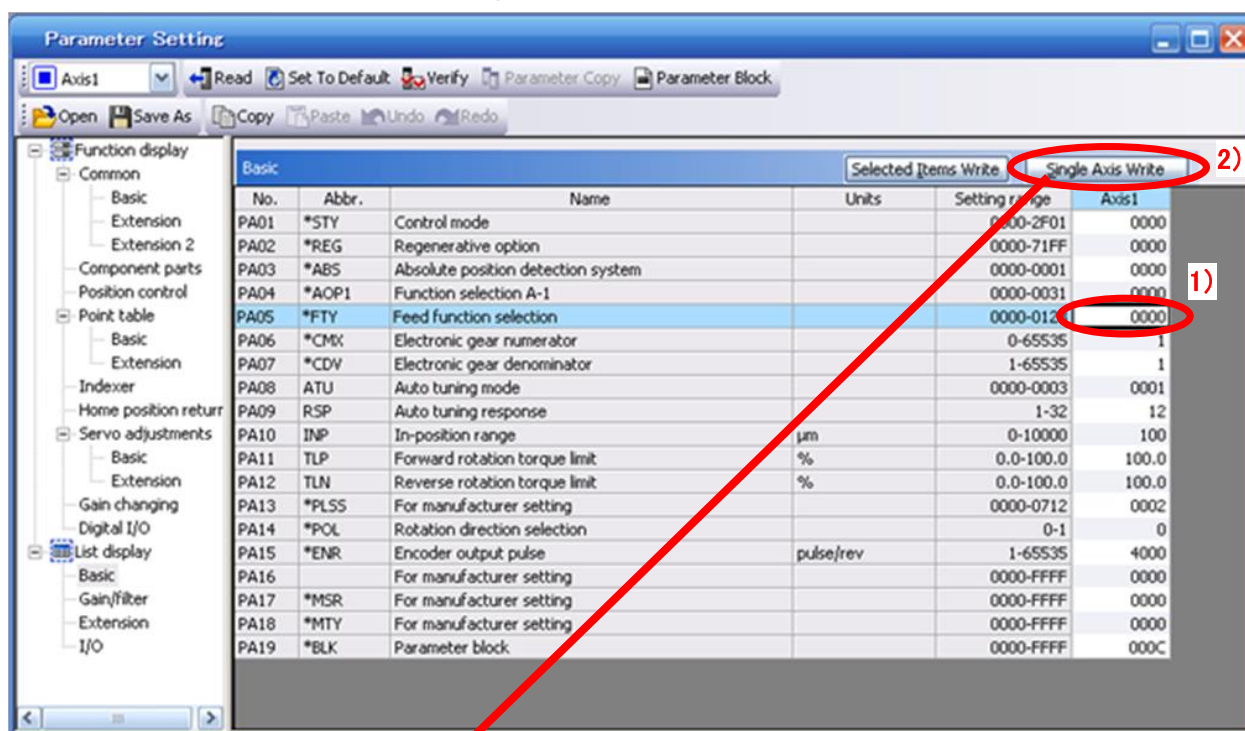 Parameter Setting
Axis1 Read Set To Default Verify Parameter Copy Parameter Block
Open Save As Copy Paste Undo Redo
Function display
Common
Basic
Extension
Extension 2
Component parts
Position control
Point table
Basic
Extension
Indexer
Home position return
Servo adjustments
Basic
Extension
Gain changing
Digital I/O
List display
Basic
Gain/filter
Extension
I/O
Basic Selected Items Write Single Axis Write 2)
No. Abbr. Name Units Setting range Axis1
PA01 *STY Control mode 0000-2F01 0000
PA02 *REG Regenerative option 0000-71FF 0000
PA03 *ABS Absolute position detection system 0000-0001 0000
1)
PA04 *AOP1 Function selection A-1 0000-0031 0000
PA05 *FTY Feed function selection 0000
PA06 *CMX Electronic gear numerator 0-65535 1
PA07 *CDV Electronic gear denominator 1-65535 1
PA08 ATU Auto tuning mode 0000-0003 0001
PA09 RSP Auto tuning response 1-32 12
PA10 INP In-position range μm 0-10000 100
PA11 TLP Forward rotation torque limit % 0.0-100.0 100.0
PA12 TLN Reverse rotation torque limit % 0.0-100.0 100.0
PA13 *PLSS For manufacturer setting 0000-0712 0002
PA14 *POL Rotation direction selection 0-1 0
PA15 *ENR Encoder output pulse pulse/rev 1-65535 4000
PA16 For manufacturer setting 0000-FFFF 0000
PA17 *MSR For manufacturer setting 0000-FFFF 0000
PA18 *MTY For manufacturer setting 0000-FFFF 0000
PA19 *BLK Parameter block 0000-FFFF 000C